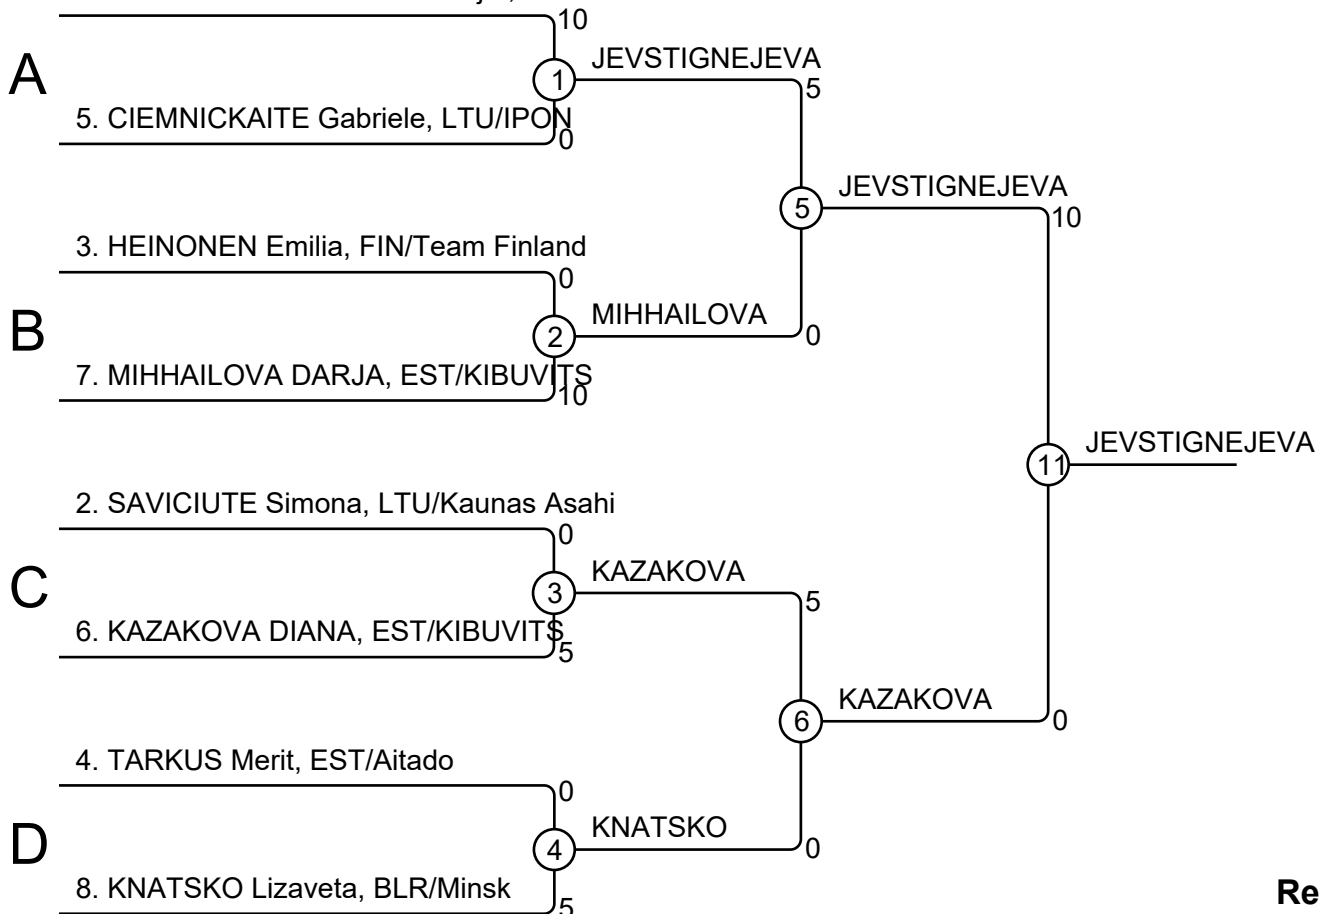 10
A
JEVSTIGNEJEVA
1
5
5. CIEMNICKAITE Gabriele, LTU/IPON
0
JEVSTIGNEJEVA
5
10
3. HEINONEN Emilia, FIN/Team Finland
0
B
MIHHAILOVA
2
0
7. MIHHAILOVA DARJA, EST/KIBUVITS
10
JEVSTIGNEJEVA
11
2. SAVICIUTE Simona, LTU/Kaunas Asahi
0
C
KAZAKOVA
3
5
6. KAZAKOVA DIANA, EST/KIBUVITS
5
KAZAKOVA
6
0
4. TARKUS Merit, EST/Aitado
0
D
KNATSKO
4
0
8. KNATSKO Lizaveta, BLR/Minsk
5
Re